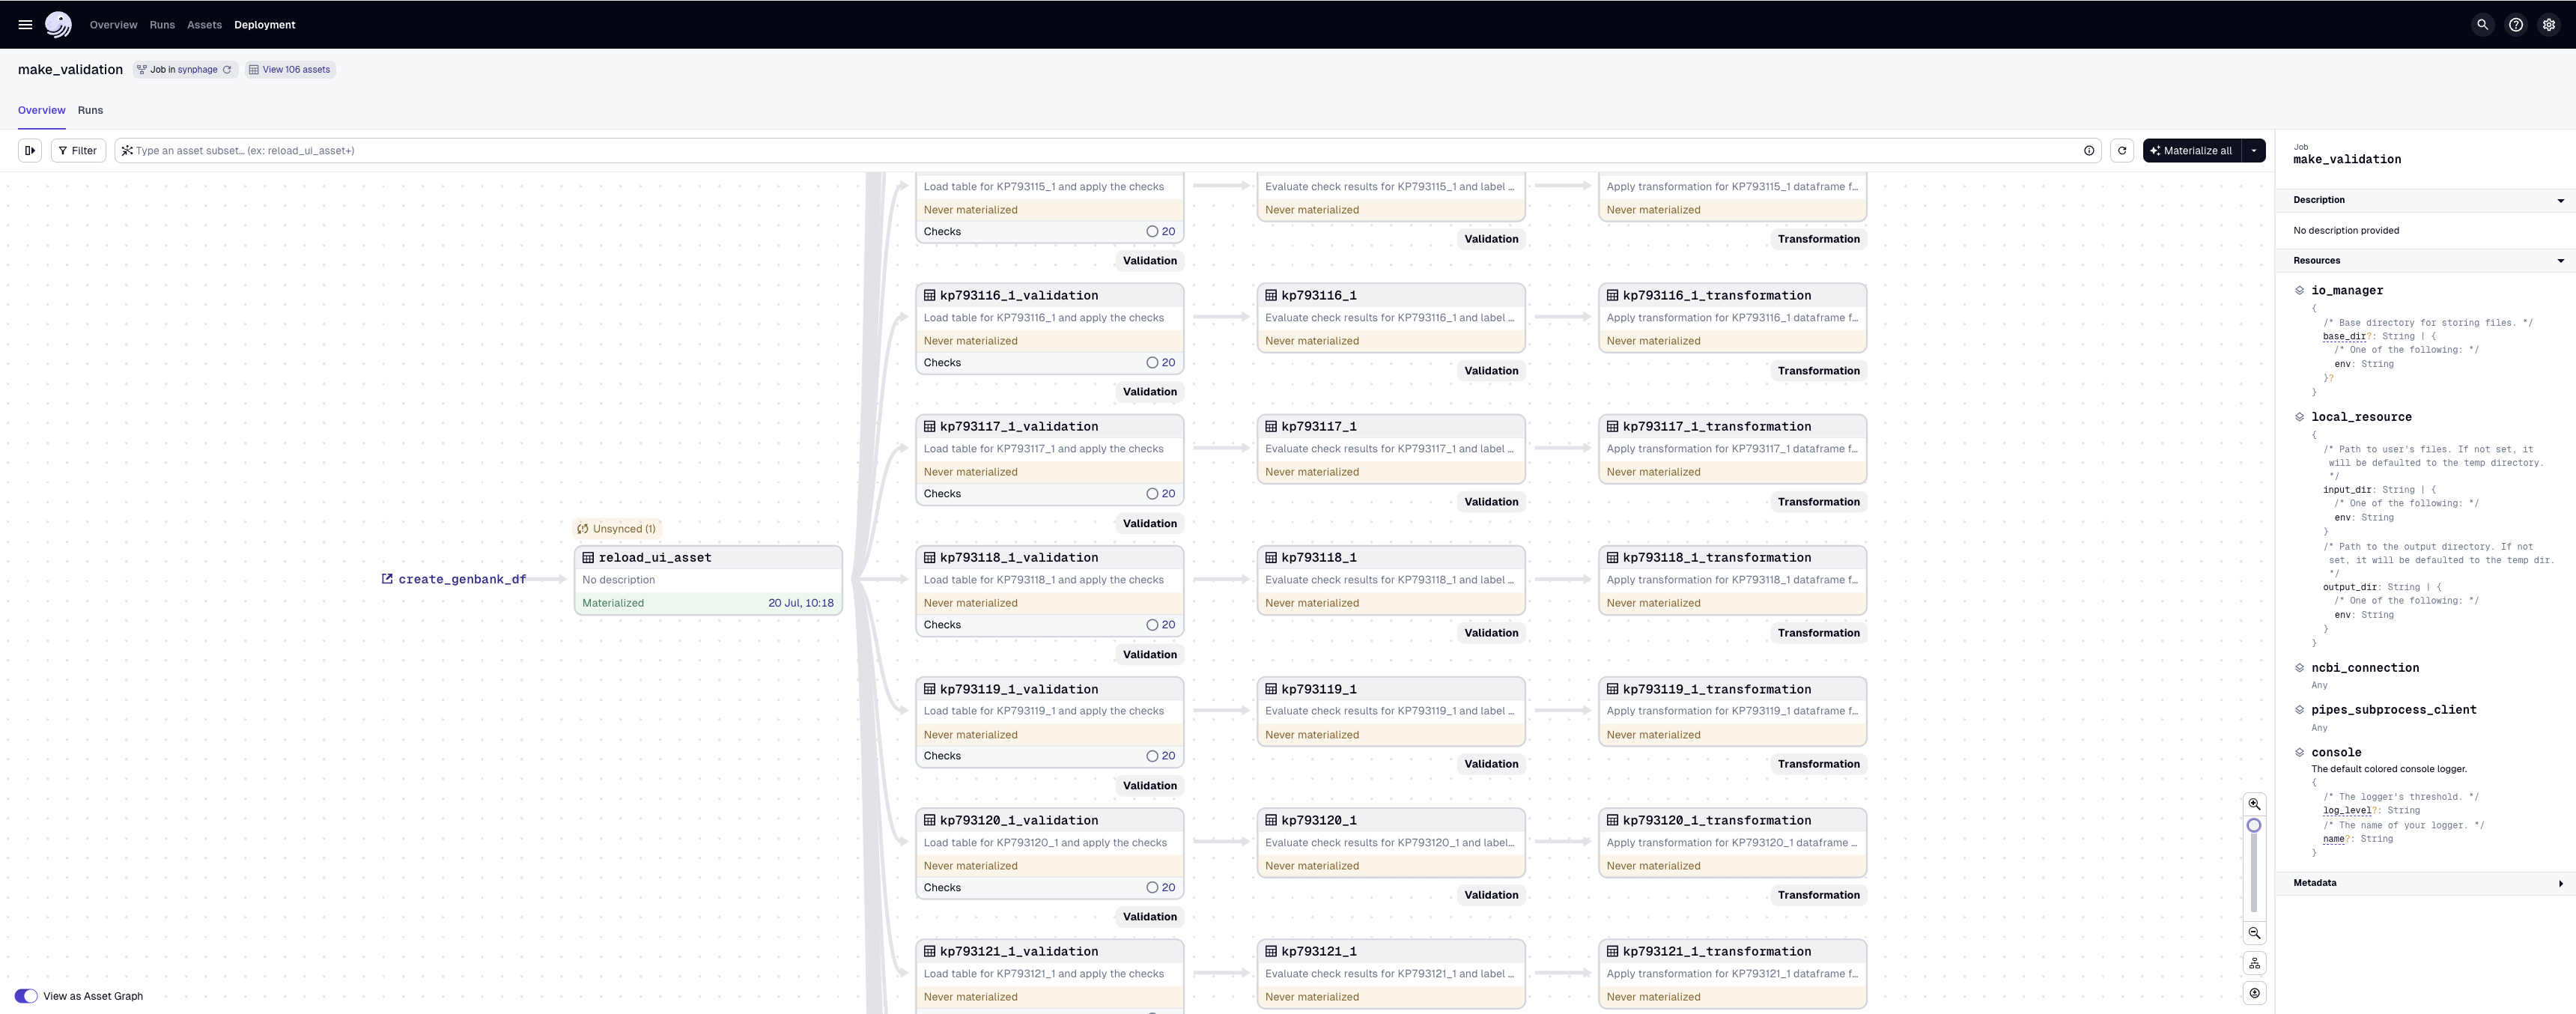 Overview Runs Assets Deployment
make_validation Job in synphage View 106 assets
Overview Runs
Filter Type an asset subset... (ex: reload_ui_asset+) Materialize all
Load table for KP793115_1 and apply the checks
Never materialized
Checks 20
Validation
Evaluate check results for KP793115_1 and label ...
Never materialized
Validation
Apply transformation for KP793115_1 dataframe f...
Never materialized
Transformation
kp793116_1_validation
Load table for KP793116_1 and apply the checks
Never materialized
Checks 20
Validation
kp793116_1
Evaluate check results for KP793116_1 and label ...
Never materialized
Validation
kp793116_1_transformation
Apply transformation for KP793116_1 dataframe f...
Never materialized
Transformation
kp793117_1_validation
Load table for KP793117_1 and apply the checks
Never materialized
Checks 20
Validation
kp793117_1
Evaluate check results for KP793117_1 and label ...
Never materialized
Validation
kp793117_1_transformation
Apply transformation for KP793117_1 dataframe f...
Never materialized
Transformation
create_genbank_df
Unsynced (1)
reload_ui_asset
No description
Materialized 20 Jul, 10:18
kp793118_1_validation
Load table for KP793118_1 and apply the checks
Never materialized
Checks 20
Validation
kp793118_1
Evaluate check results for KP793118_1 and label ...
Never materialized
Validation
kp793118_1_transformation
Apply transformation for KP793118_1 dataframe f...
Never materialized
Transformation
kp793119_1_validation
Load table for KP793119_1 and apply the checks
Never materialized
Checks 20
Validation
kp793119_1
Evaluate check results for KP793119_1 and label ...
Never materialized
Validation
kp793119_1_transformation
Apply transformation for KP793119_1 dataframe f...
Never materialized
Transformation
kp793120_1_validation
Load table for KP793120_1 and apply the checks
Never materialized
Checks 20
Validation
kp793120_1
Evaluate check results for KP793120_1 and label...
Never materialized
Validation
kp793120_1_transformation
Apply transformation for KP793120_1 dataframe ...
Never materialized
Transformation
kp793121_1_validation
Load table for KP793121_1 and apply the checks
Never materialized
kp793121_1
Evaluate check results for KP793121_1 and label ...
Never materialized
kp793121_1_transformation
Apply transformation for KP793121_1 dataframe f...
Never materialized
View as Asset Graph
Job
make_validation
Description
No description provided
Resources
io_manager
{
/* Base directory for storing files. */
base_dir?: String | {
/* One of the following: */
env: String
}?
}
local_resource
{
/* Path to user's files. If not set, it
will be defaulted to the temp directory.
*/
input_dir: String | {
/* One of the following: */
env: String
}
/* Path to the output directory. If not
set, it will be defaulted to the temp dir.
*/
output_dir: String | {
/* One of the following: */
env: String
}
}
ncbi_connection
Any
pipes_subprocess_client
Any
console
The default colored console logger.
{
/* The logger's threshold. */
log_level?: String
/* The name of your logger. */
name?: String
}
Metadata